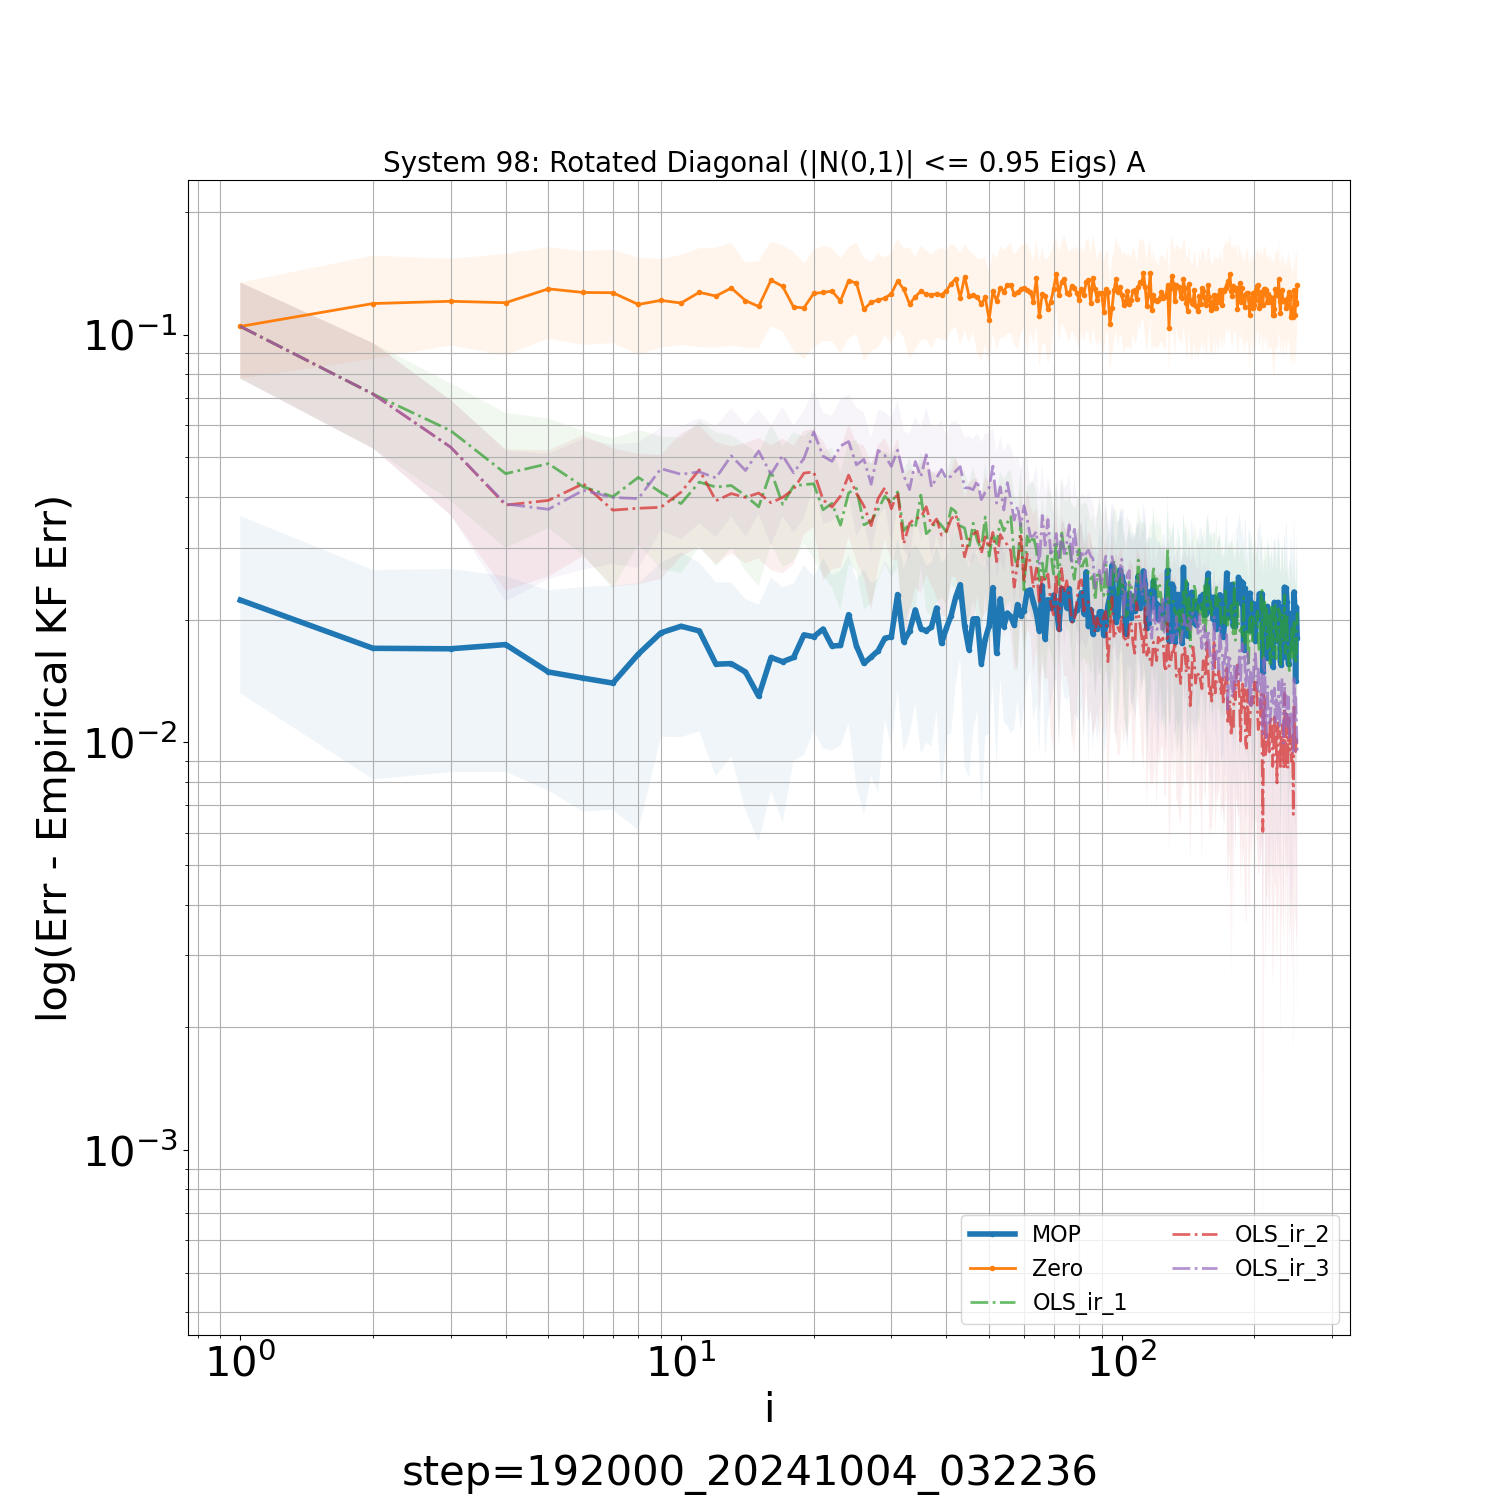 System 98: Rotated Diagonal (|N(0,1)| <= 0.95 Eigs) A
log(Err - Empirical KF Err)
10⁻¹
10⁻²
10⁻³
MOP
Zero
OLS_ir_1
OLS_ir_2
OLS_ir_3
10⁰ 10¹ 10²
i
step=192000_20241004_032236